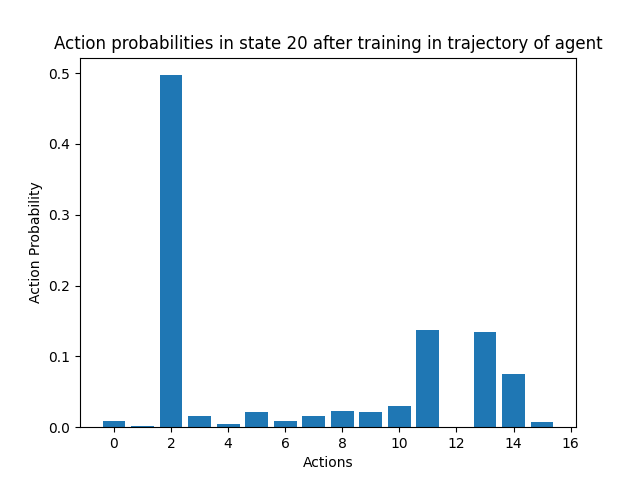 Action probabilities in state 20 after training in trajectory of agent
0.5
0.4
0.3
0.2
0.1
0.0
Action Probability
0 2 4 6 8 10 12 14 16
Actions